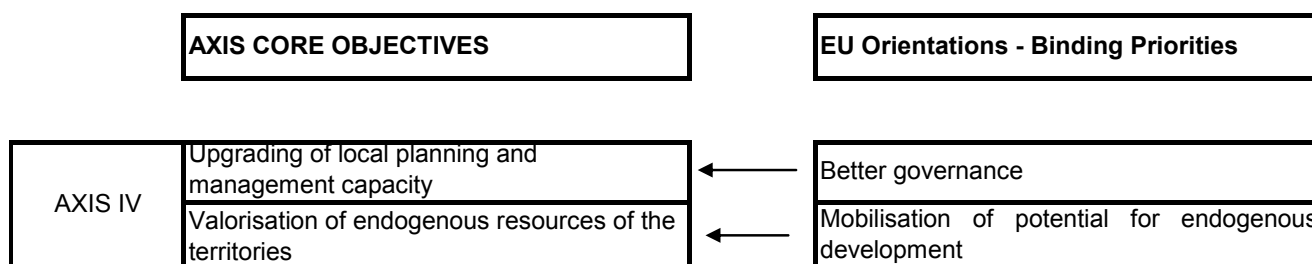 AXIS CORE OBJECTIVES
EU Orientations - Binding Priorities
AXIS IV
Upgrading of local planning and
management capacity
Better governance
Valorisation of endogenous resources of the
territories
Mobilisation of potential for endogenous
development